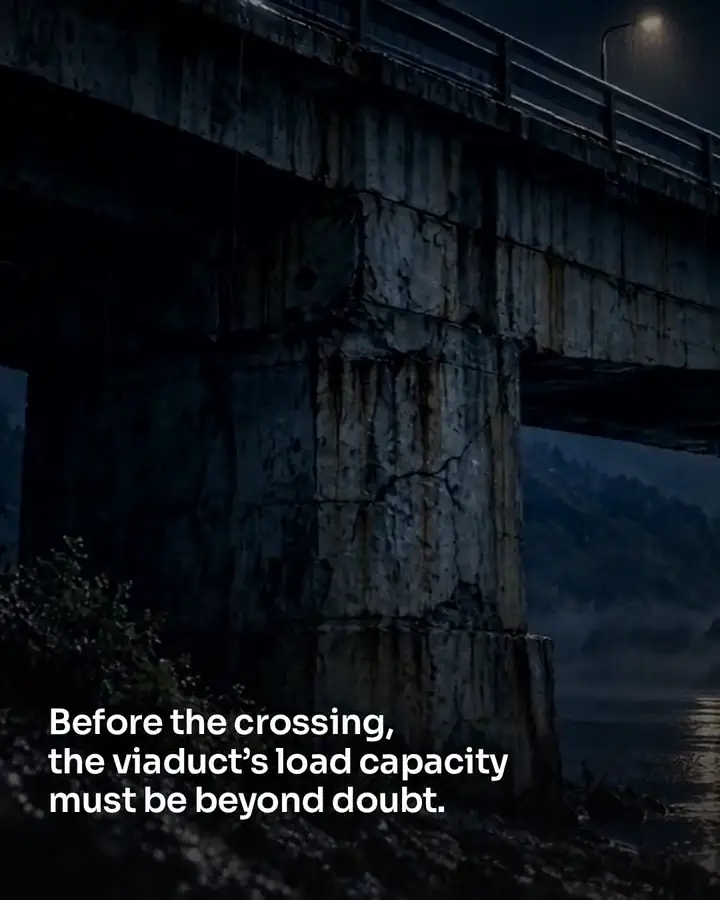 Before the crossing,
the viaduct’s load capacity
must be beyond doubt.